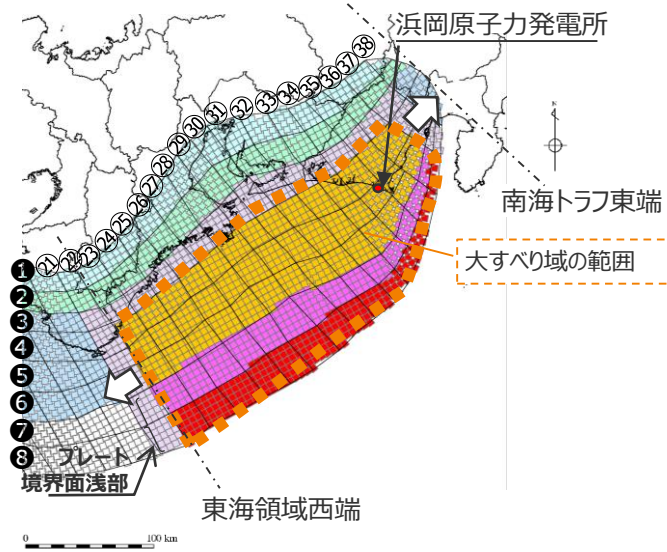 浜岡原子力発電所
㉑㉒㉓㉔㉕㉖㉗㉘㉙㉚㉛㉜㉝㉞㉟㊱㊲㊳
南海トラフ東端
大すべり域の範囲
❶
❷
❸
❹
❺
❻
❼
❽
プレート
境界面浅部
東海領域西端
0 100 km